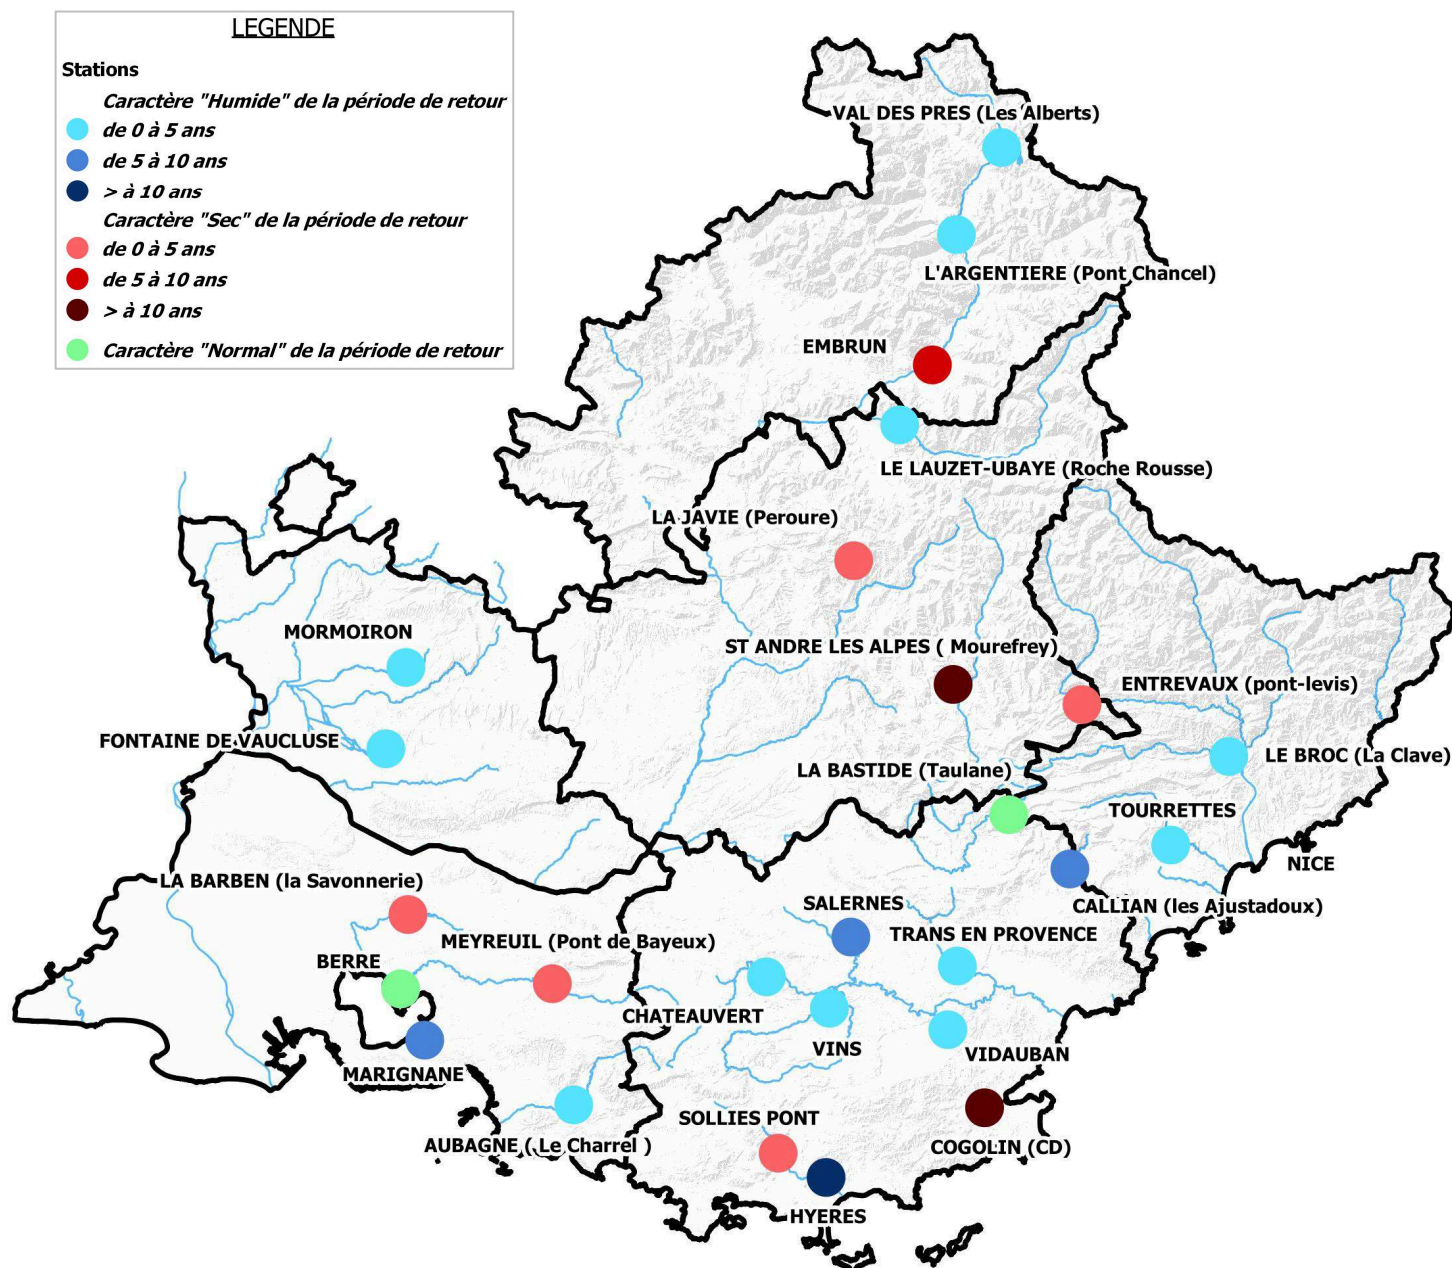 LEGENDE
Stations
Caractère "Humide" de la période de retour
de 0 à 5 ans
de 5 à 10 ans
> à 10 ans
Caractère "Sec" de la période de retour
de 0 à 5 ans
de 5 à 10 ans
> à 10 ans
Caractère "Normal" de la période de retour
VAL DES PRES (Les Alberts)
L'ARGENTIERE (Pont Chancel)
EMBRUN
LE LAUZET-UBAYE (Roche Rousse)
LA JAVIE (Peroure)
MORMOIRON
ST ANDRE LES ALPES ( Mourefrey)
ENTREVAUX (pont-levis)
FONTAINE DE VAUCLUSE
LE BROC (La Clave)
LA BASTIDE (Taulane)
TOURRETTES
NICE
LA BARBEN (la Savonnerie)
SALERNES
CALLIAN (les Ajustadoux)
TRANS EN PROVENCE
MEYREUIL (Pont de Bayeux)
BERRE
CHATEAUVERT
VINS
VIDAUBAN
MARIGNANE
SOLLIES PONT
AUBAGNE ( Le Charrel )
COGOLIN (CD)
HYERES